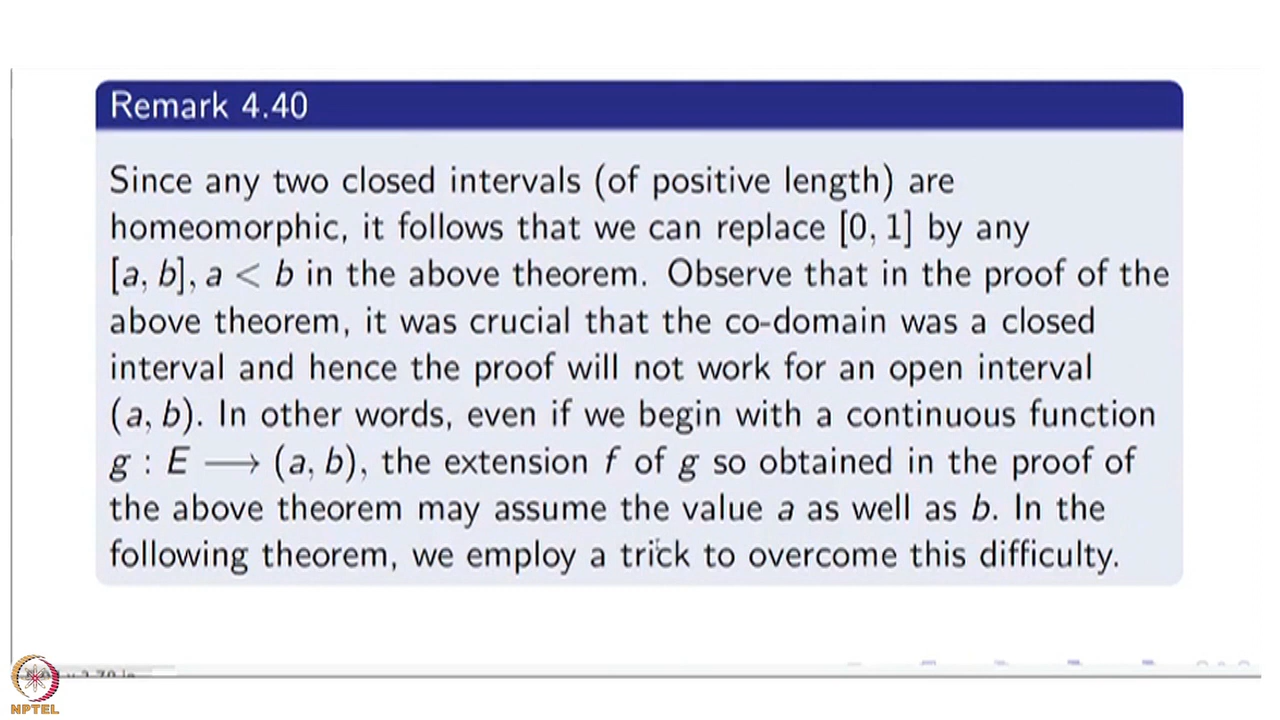 Remark 4.40
Since any two closed intervals (of positive length) are
homeomorphic, it follows that we can replace [0, 1] by any
[a, b], a < b in the above theorem. Observe that in the proof of the
above theorem, it was crucial that the co-domain was a closed
interval and hence the proof will not work for an open interval
(a, b). In other words, even if we begin with a continuous function
g : E ⟶ (a, b), the extension f of g so obtained in the proof of
the above theorem may assume the value a as well as b. In the
following theorem, we employ a trick to overcome this difficulty.
NPTEL